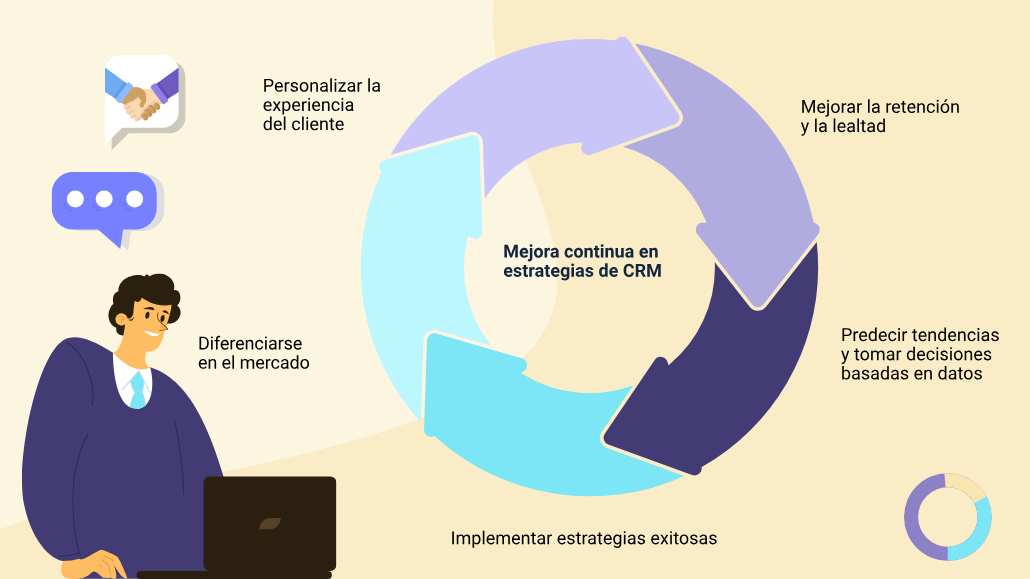 Personalizar la
experiencia
del cliente
Mejorar la retención
y la lealtad
Mejora continua en
estrategias de CRM
Diferenciarse
en el mercado
Predecir tendencias
y tomar decisiones
basadas en datos
Implementar estrategias exitosas